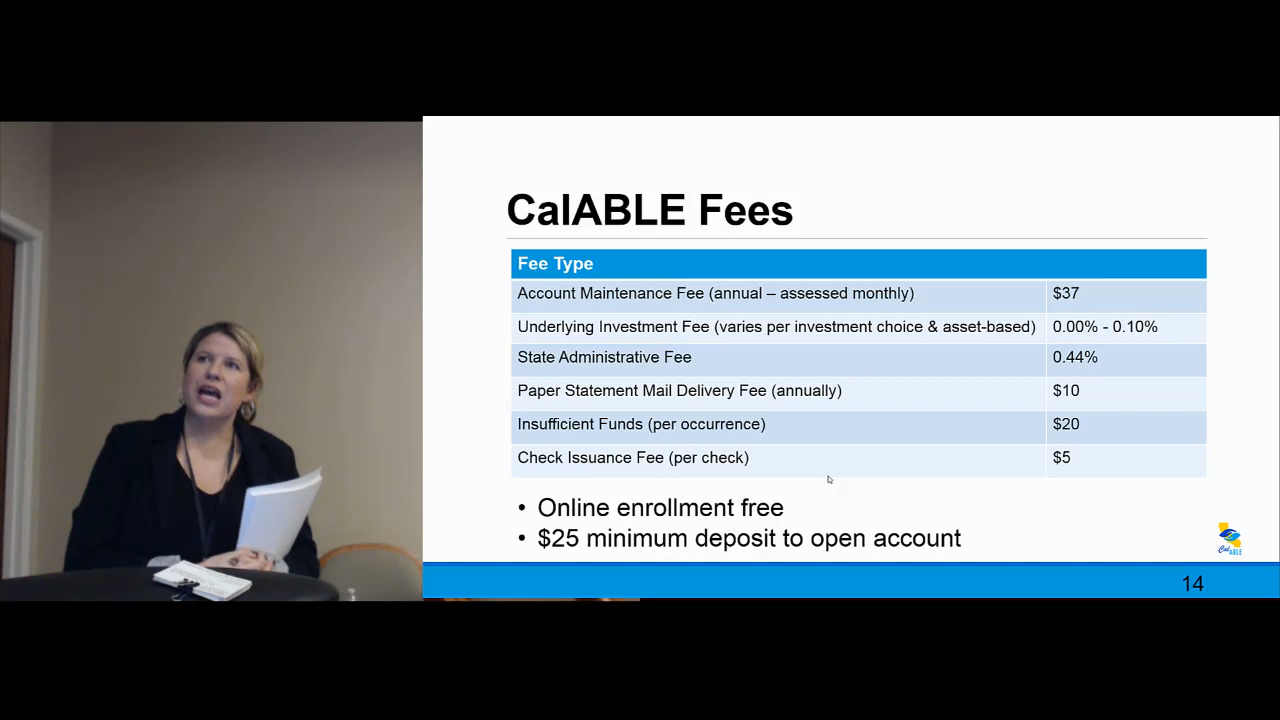 CalABLE Fees
Fee Type
Account Maintenance Fee (annual – assessed monthly) $37
Underlying Investment Fee (varies per investment choice & asset-based) 0.00% - 0.10%
State Administrative Fee 0.44%
Paper Statement Mail Delivery Fee (annually) $10
Insufficient Funds (per occurrence) $20
Check Issuance Fee (per check) $5
• Online enrollment free
• $25 minimum deposit to open account
CalABLE
14